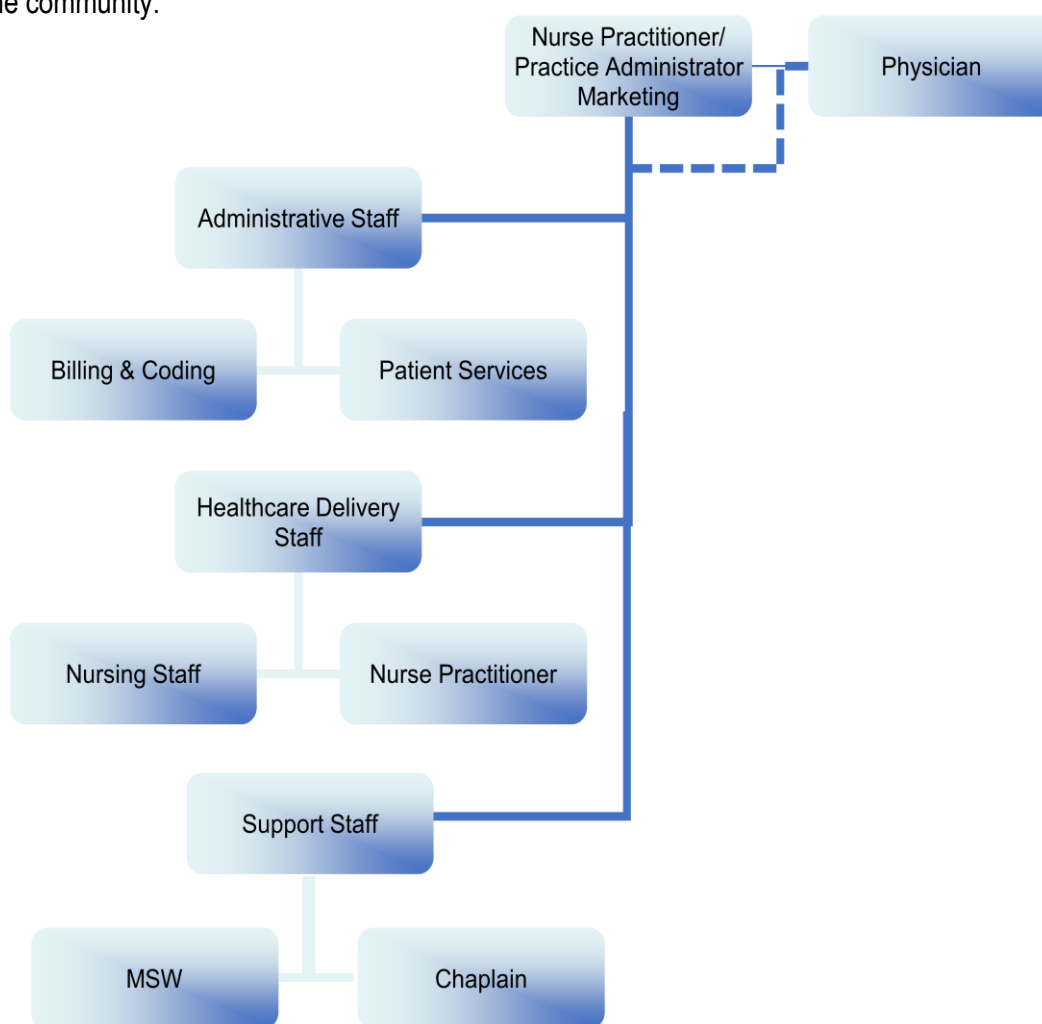 community.
Nurse Practitioner/
Practice Administrator
Marketing
Physician
Administrative Staff
Billing & Coding
Patient Services
Healthcare Delivery
Staff
Nursing Staff
Nurse Practitioner
Support Staff
MSW
Chaplain